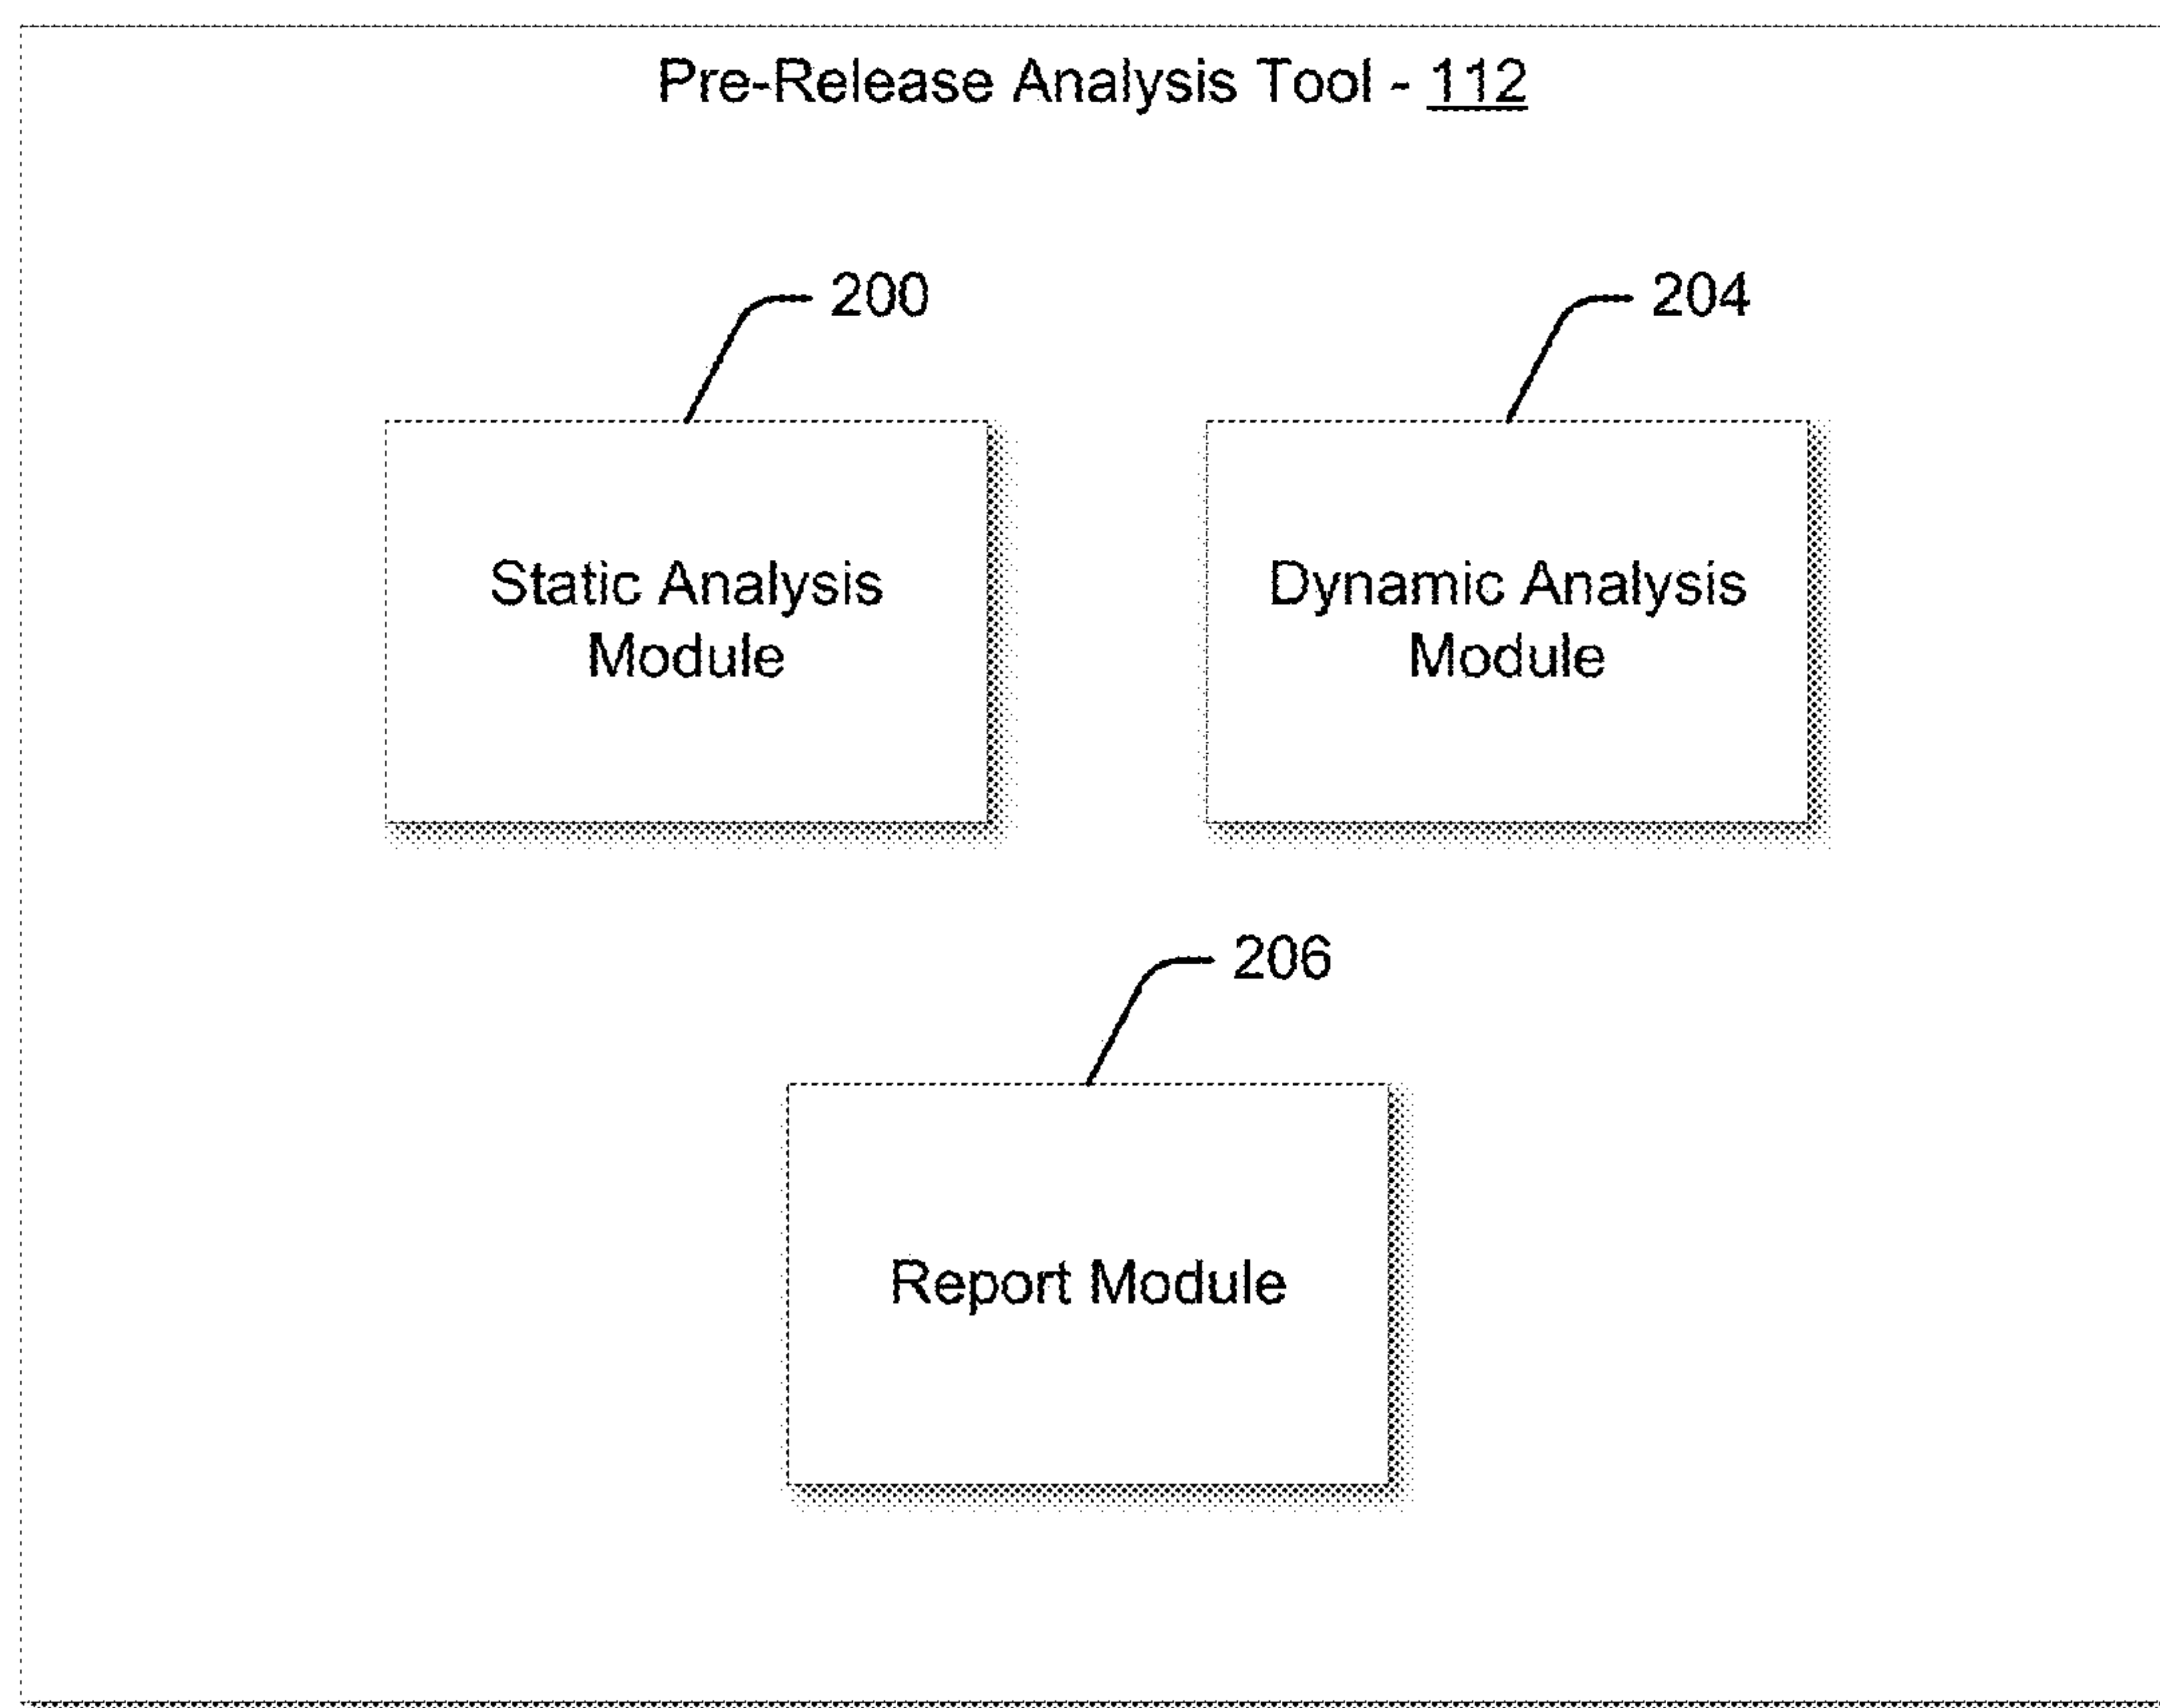 Pre-Release Analysis Tool - 112
200
204
Static Analysis
Module
Dynamic Analysis
Module
206
Report Module